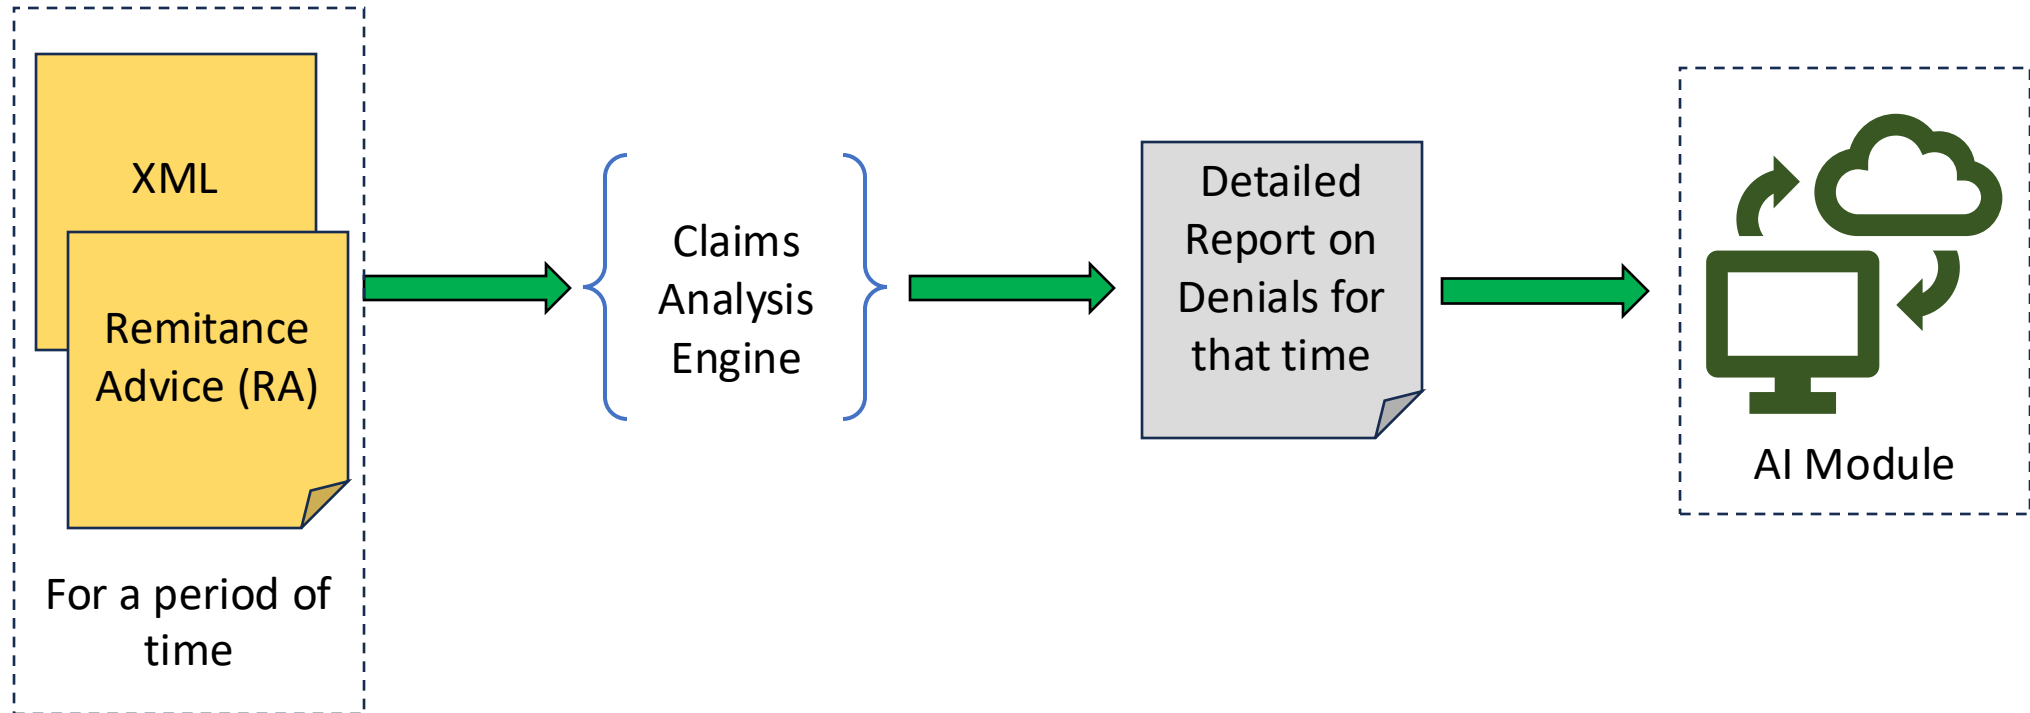 XML
Remitance
Advice (RA)
For a period of
time
Claims
Analysis
Engine
Detailed
Report on
Denials for
that time
AI Module